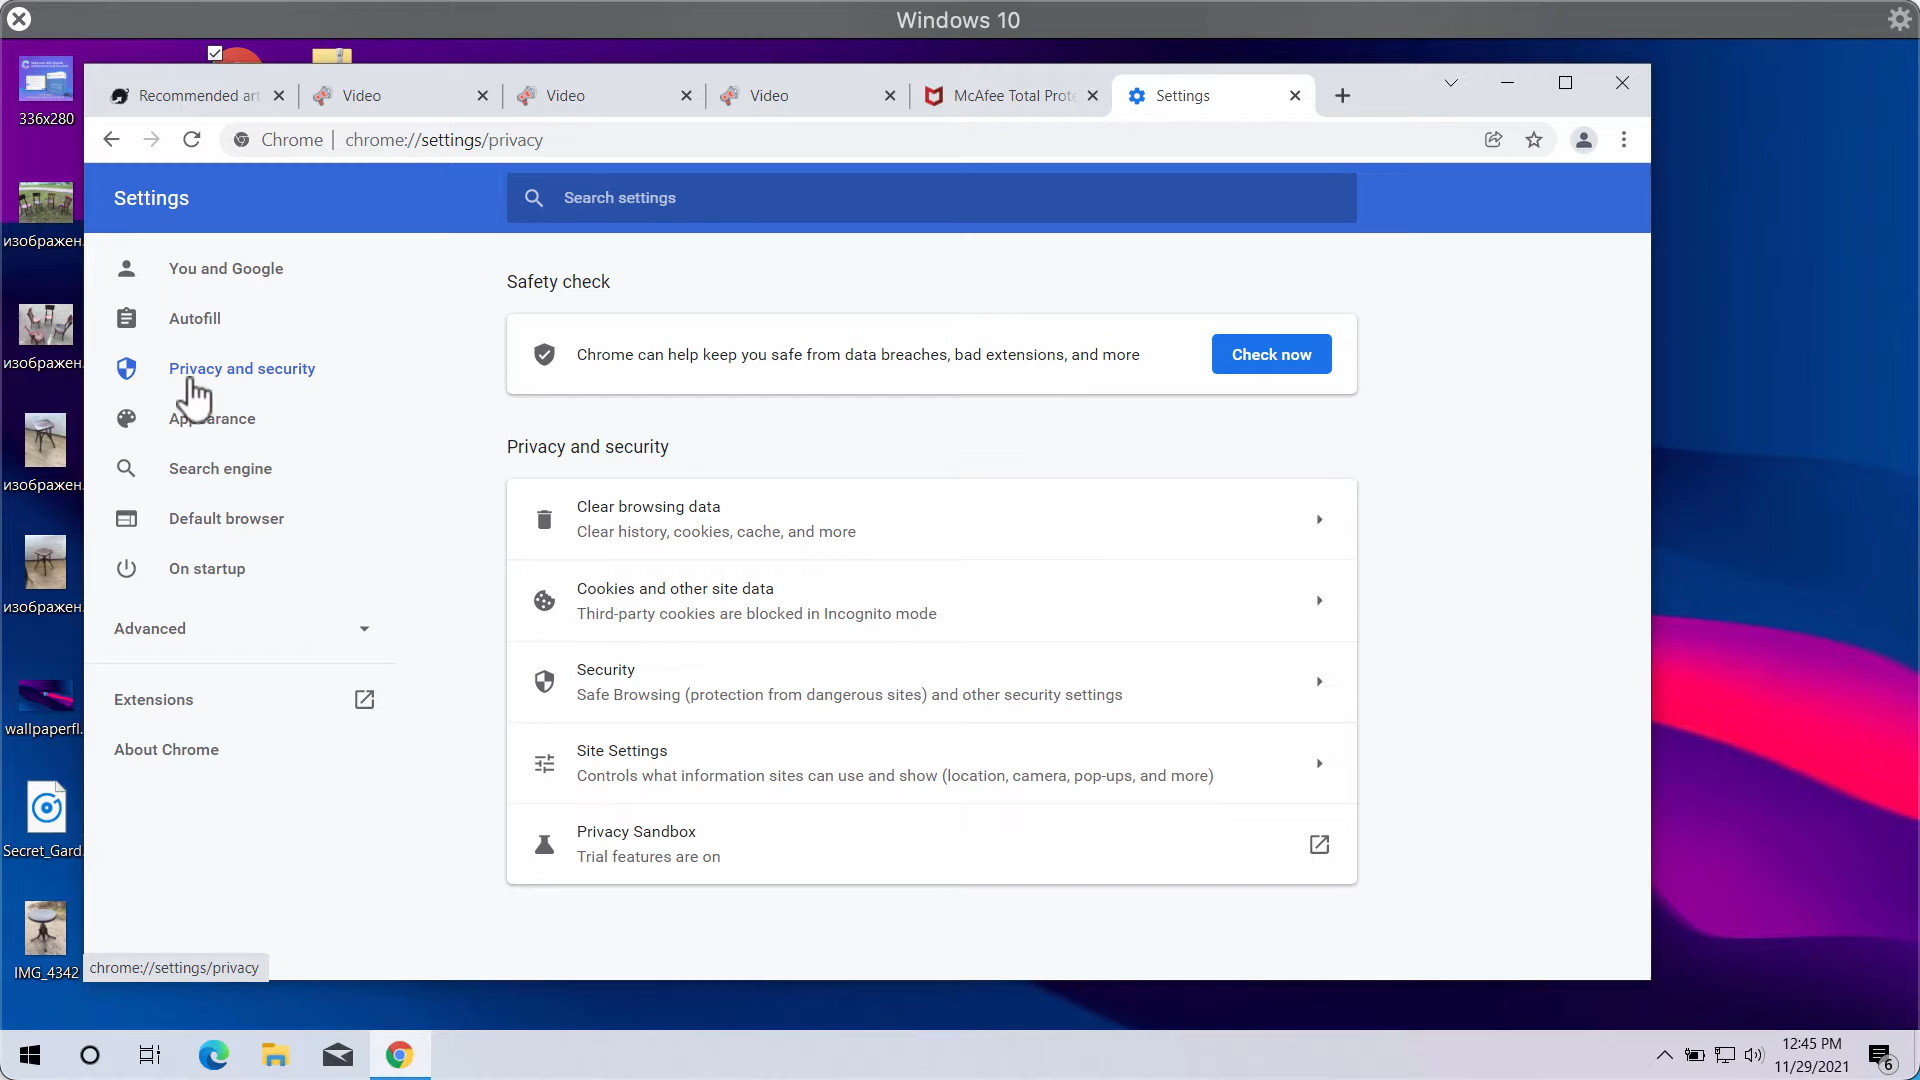 Windows 10
Recommended art
Video
Video
Video
McAfee Total Prote
Settings
Chrome
chrome://settings/privacy
Settings
Search settings
You and Google
Autofill
Privacy and security
Appearance
Search engine
Default browser
On startup
Advanced
Extensions
About Chrome
Safety check
Chrome can help keep you safe from data breaches, bad extensions, and more
Check now
Privacy and security
Clear browsing data
Clear history, cookies, cache, and more
Cookies and other site data
Third-party cookies are blocked in Incognito mode
Security
Safe Browsing (protection from dangerous sites) and other security settings
Site Settings
Controls what information sites can use and show (location, camera, pop-ups, and more)
Privacy Sandbox
Trial features are on
chrome://settings/privacy
336x280
изображен.
изображен.
изображен.
изображен.
wallpaperfl.
Secret_Gard.
IMG_4342
12:45 PM
11/29/2021
6